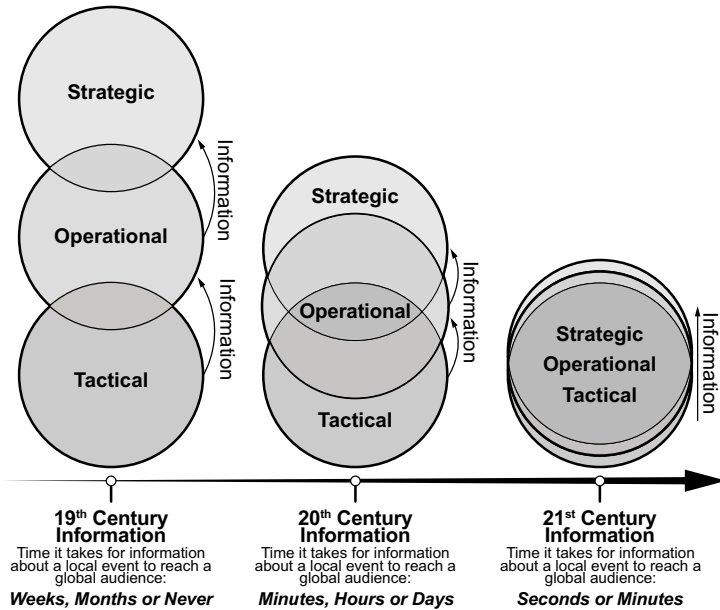 Strategic
Information
Operational
Information
Tactical
Strategic
Information
Operational
Information
Tactical
Strategic
Operational
Tactical
Information
19th Century
Information
Time it takes for information
about a local event to reach a
global audience:
Weeks, Months or Never
20th Century
Information
Time it takes for information
about a local event to reach a
global audience:
Minutes, Hours or Days
21st Century
Information
Time it takes for information
about a local event to reach a
global audience:
Seconds or Minutes